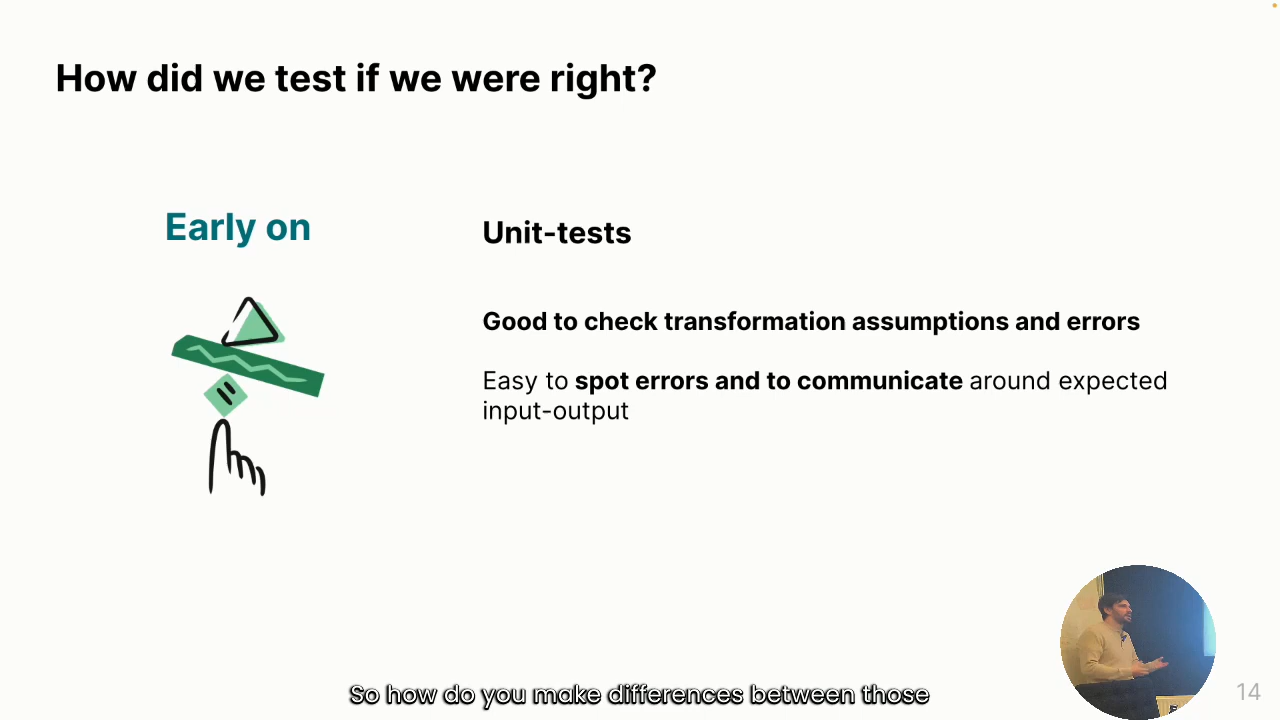 How did we test if we were right?
Early on
Unit-tests
Good to check transformation assumptions and errors
Easy to spot errors and to communicate around expected
input-output
So how do you make differences between those
14